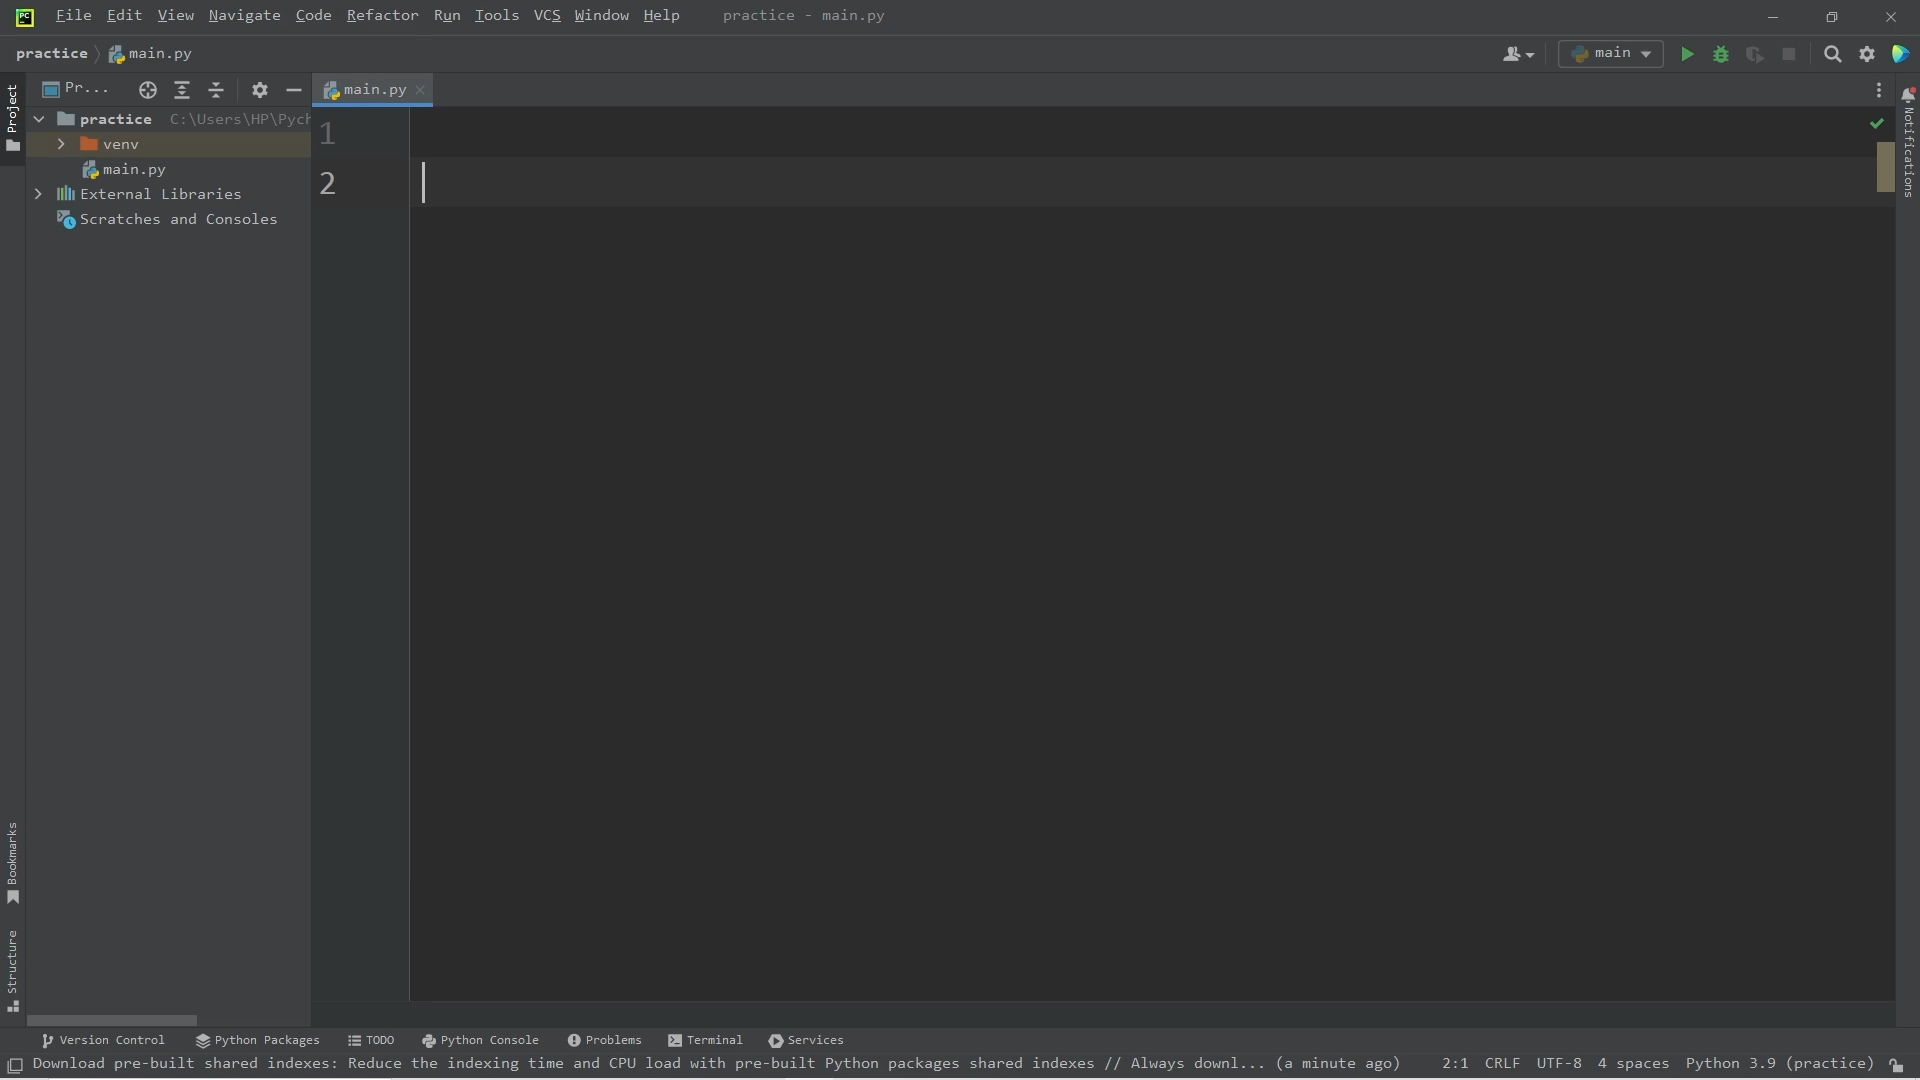 File Edit View Navigate Code Refactor Run Tools VCS Window Help practice - main.py
practice main.py main
Project
Pr... main.py
practice C:\Users\HP\Pych
venv
main.py
External Libraries
Scratches and Consoles
1
2
Notifications
Bookmarks
Structure
Version Control Python Packages TODO Python Console Problems Terminal Services
Download pre-built shared indexes: Reduce the indexing time and CPU load with pre-built Python packages shared indexes // Always downl... (a minute ago) 2:1 CRLF UTF-8 4 spaces Python 3.9 (practice)